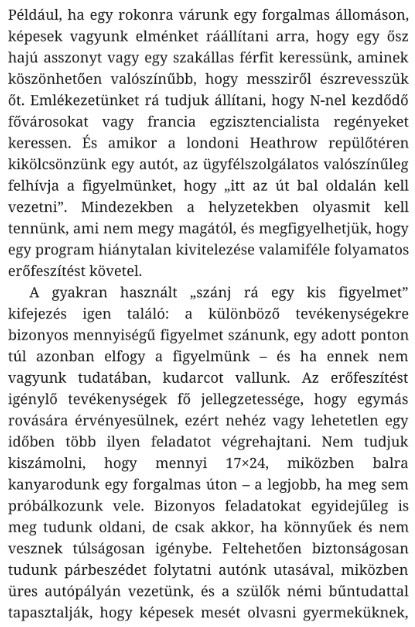 Például, ha egy rokonra várunk egy forgalmas állomáson,
képesek vagyunk elménket ráállítani arra, hogy egy ősz
hajú asszonyt vagy egy szakállas férfit keressünk, aminek
köszönhetően valószínűbb, hogy messziről észrevesszük
őt. Emlékezetünket rá tudjuk állítani, hogy N-nel kezdődő
fővárosokat vagy francia egzisztencialista regényeket
keressen. És amikor a londoni Heathrow repülőtéren
kikölcsönzünk egy autót, az ügyfélszolgálatos valószínűleg
felhívja a figyelmünket, hogy „itt az út bal oldalán kell
vezetni”. Mindezekben a helyzetekben olyasmit kell
tennünk, ami nem megy magától, és megfigyelhetjük, hogy
egy program hiánytalan kivitelezése valamiféle folyamatos
erőfeszítést követel.
A gyakran használt „szánj rá egy kis figyelmet”
kifejezés igen találó: a különböző tevékenységekre
bizonyos mennyiségű figyelmet szánunk, egy adott ponton
túl azonban elfogy a figyelmünk – és ha ennek nem
vagyunk tudatában, kudarcot vallunk. Az erőfeszítést
igénylő tevékenységek fő jellegzetessége, hogy egymás
rovására érvényesülnek, ezért nehéz vagy lehetetlen egy
időben több ilyen feladatot végrehajtani. Nem tudjuk
kiszámolni, hogy mennyi 17×24, miközben balra
kanyarodunk egy forgalmas úton – a legjobb, ha meg sem
próbálkozunk vele. Bizonyos feladatokat egyidejűleg is
meg tudunk oldani, de csak akkor, ha könnyűek és nem
vesznek túlságosan igénybe. Feltehetően biztonságosan
tudunk párbeszédet folytatni autónk utasával, miközben
üres autópályán vezetünk, és a szülők némi bűntudattal
tapasztalják, hogy képesek mesét olvasni gyermeküknek,